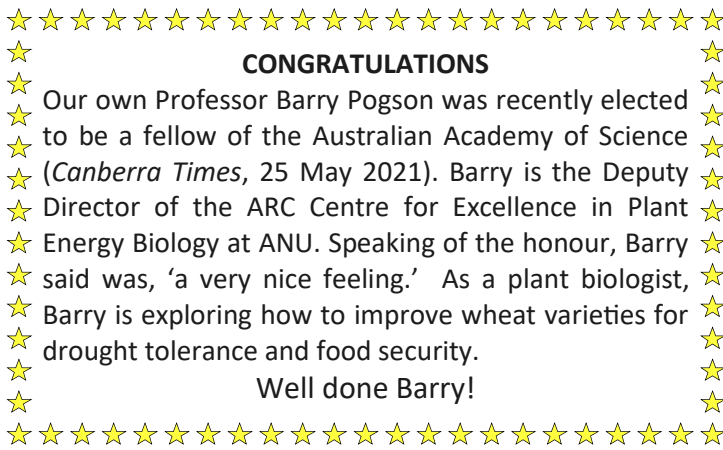 CONGRATULATIONS
Our own Professor Barry Pogson was recently elected
to be a fellow of the Australian Academy of Science
(Canberra Times, 25 May 2021). Barry is the Deputy
Director of the ARC Centre for Excellence in Plant
Energy Biology at ANU. Speaking of the honour, Barry
said was, ‘a very nice feeling.’  As a plant biologist,
Barry is exploring how to improve wheat varieties for
drought tolerance and food security.
Well done Barry!